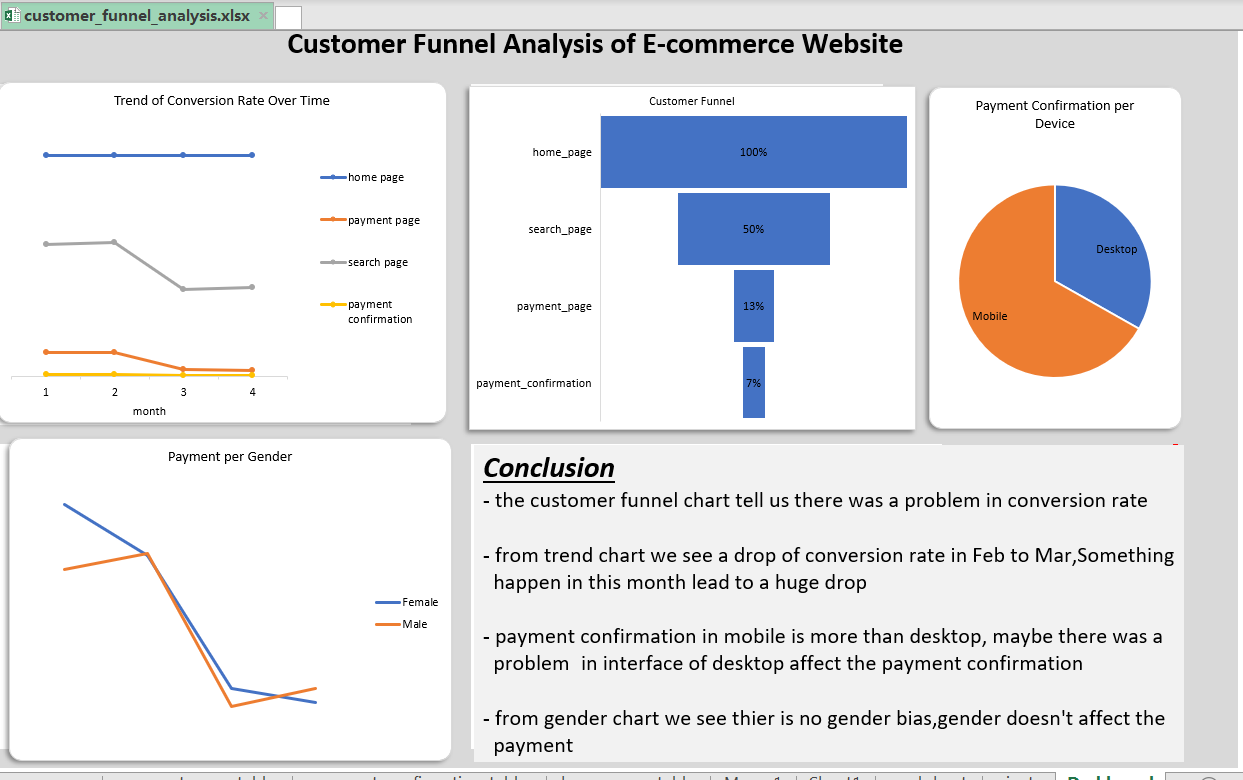 customer_funnel_analysis.xlsx
Customer Funnel Analysis of E-commerce Website
Trend of Conversion Rate Over Time
home page
payment page
search page
payment
confirmation
1 2 3 4
month
Customer Funnel
home_page 100%
search_page 50%
payment_page 13%
payment_confirmation 7%
Payment Confirmation per
Device
Desktop
Mobile
Payment per Gender
Female
Male
Conclusion
- the customer funnel chart tell us there was a problem in conversion rate
- from trend chart we see a drop of conversion rate in Feb to Mar,Something
happen in this month lead to a huge drop
- payment confirmation in mobile is more than desktop, maybe there was a
problem in interface of desktop affect the payment confirmation
- from gender chart we see thier is no gender bias,gender doesn't affect the
payment